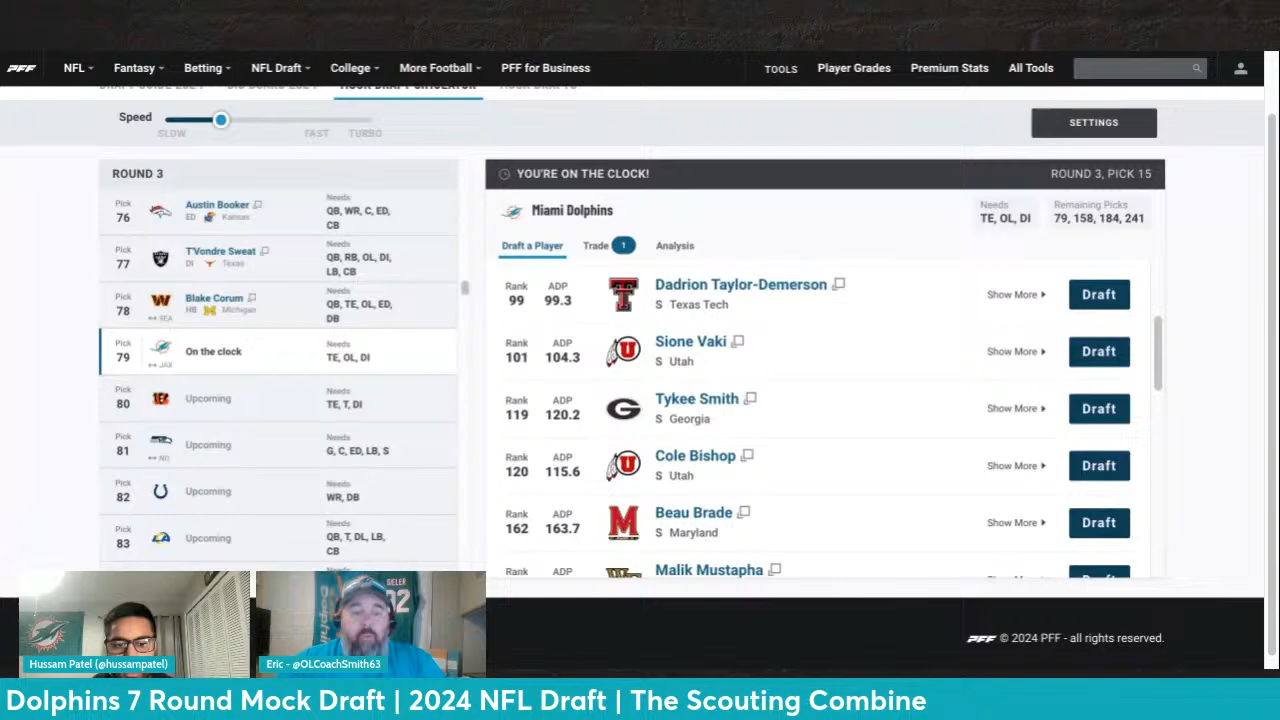 PFF NFL Fantasy Betting NFL Draft College More Football PFF for Business TOOLS Player Grades Premium Stats All Tools
MOCK DRAFT SIMULATOR
Speed
SLOW FAST TURBO
SETTINGS
ROUND 3
Pick 76 Austin Booker ED Kansas Needs QB, WR, C, ED, CB
Pick 77 T'Vondre Sweat DI Texas Needs QB, RB, OL, DI, LB, CB
Pick 78 SEA Blake Corum HB Michigan Needs QB, TE, OL, ED, DB
Pick 79 JAX On the clock Needs TE, OL, DI
Pick 80 Upcoming Needs TE, T, DI
Pick 81 NO Upcoming Needs G, C, ED, LB, S
Pick 82 Upcoming Needs WR, DB
Pick 83 Upcoming Needs QB, T, DL, LB, CB
Needs
YOU'RE ON THE CLOCK! ROUND 3, PICK 15
Miami Dolphins
Needs TE, OL, DI
Remaining Picks 79, 158, 184, 241
Draft a Player Trade 1 Analysis
Rank 99 ADP 99.3 Dadrion Taylor-Demerson S Texas Tech Show More Draft
Rank 101 ADP 104.3 Sione Vaki S Utah Show More Draft
Rank 119 ADP 120.2 Tykee Smith S Georgia Show More Draft
Rank 120 ADP 115.6 Cole Bishop S Utah Show More Draft
Rank 162 ADP 163.7 Beau Brade S Maryland Show More Draft
Rank ADP Malik Mustapha
PFF © 2024 PFF - all rights reserved.
Hussam Patel (@hussampatel)
Eric - @OLCoachSmith63
Dolphins 7 Round Mock Draft | 2024 NFL Draft | The Scouting Combine